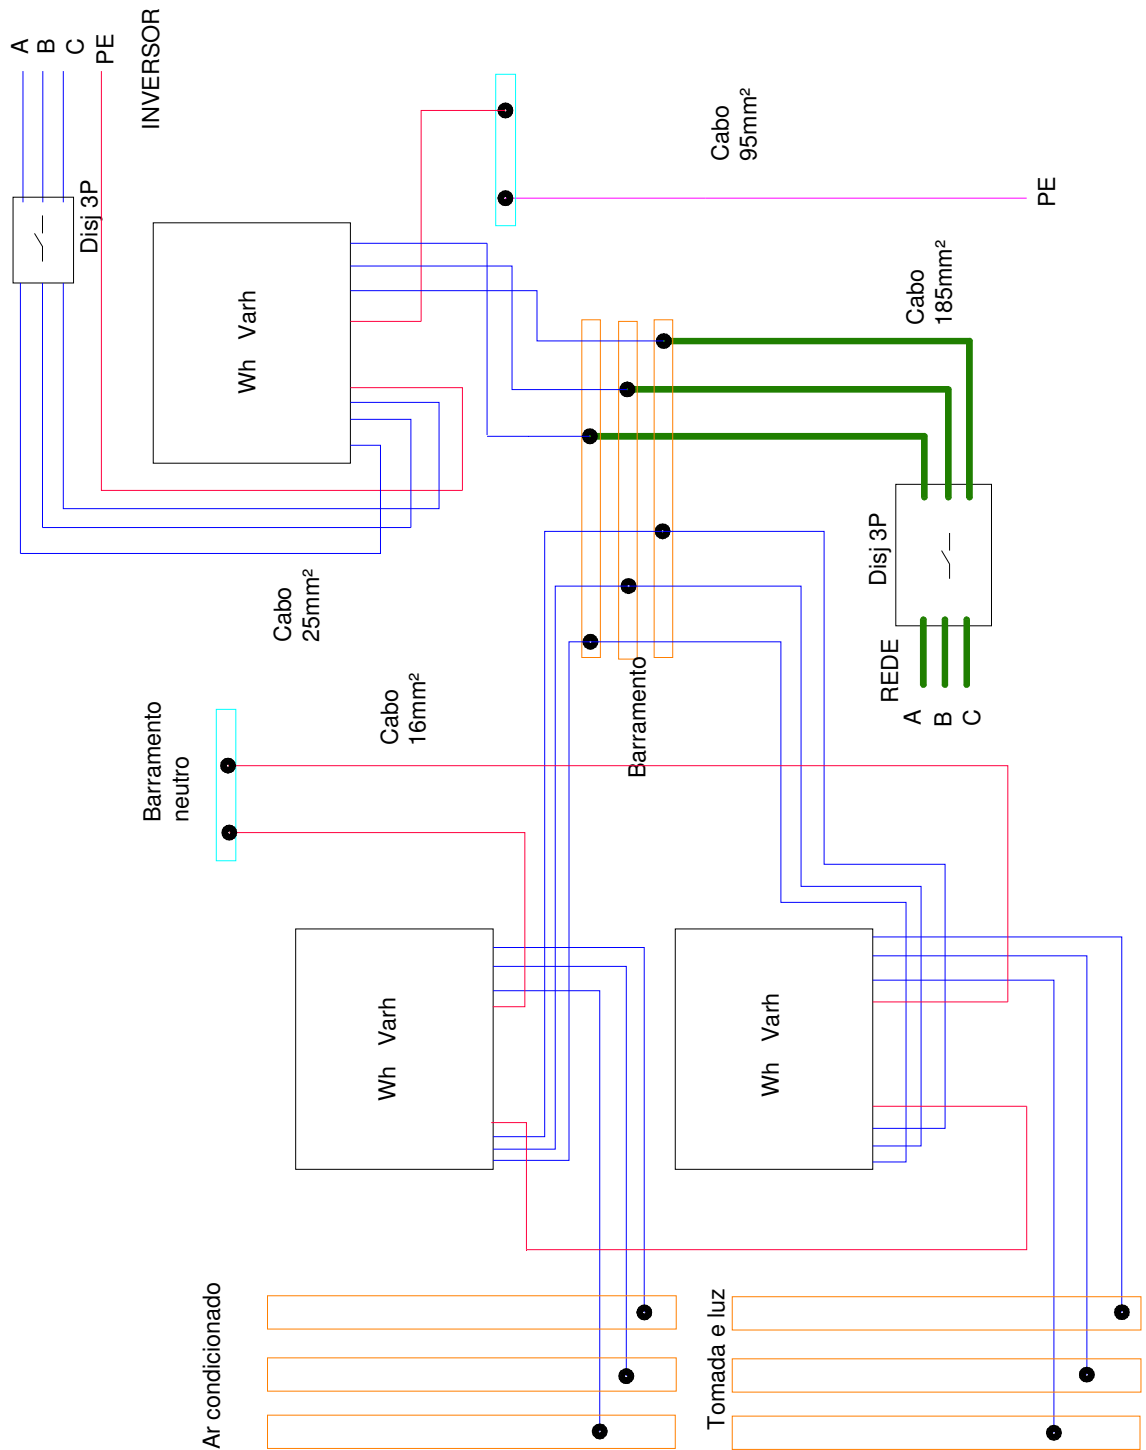 A
B
C
PE
INVERSOR
Disj 3P
Wh Varh
Cabo
95mm²
PE
Cabo
185mm²
Cabo
25mm²
Disj 3P
REDE
A
B
C
Barramento
Cabo
16mm²
Barramento
neutro
Wh Varh
Wh Varh
Ar condicionado
Tomada e luz